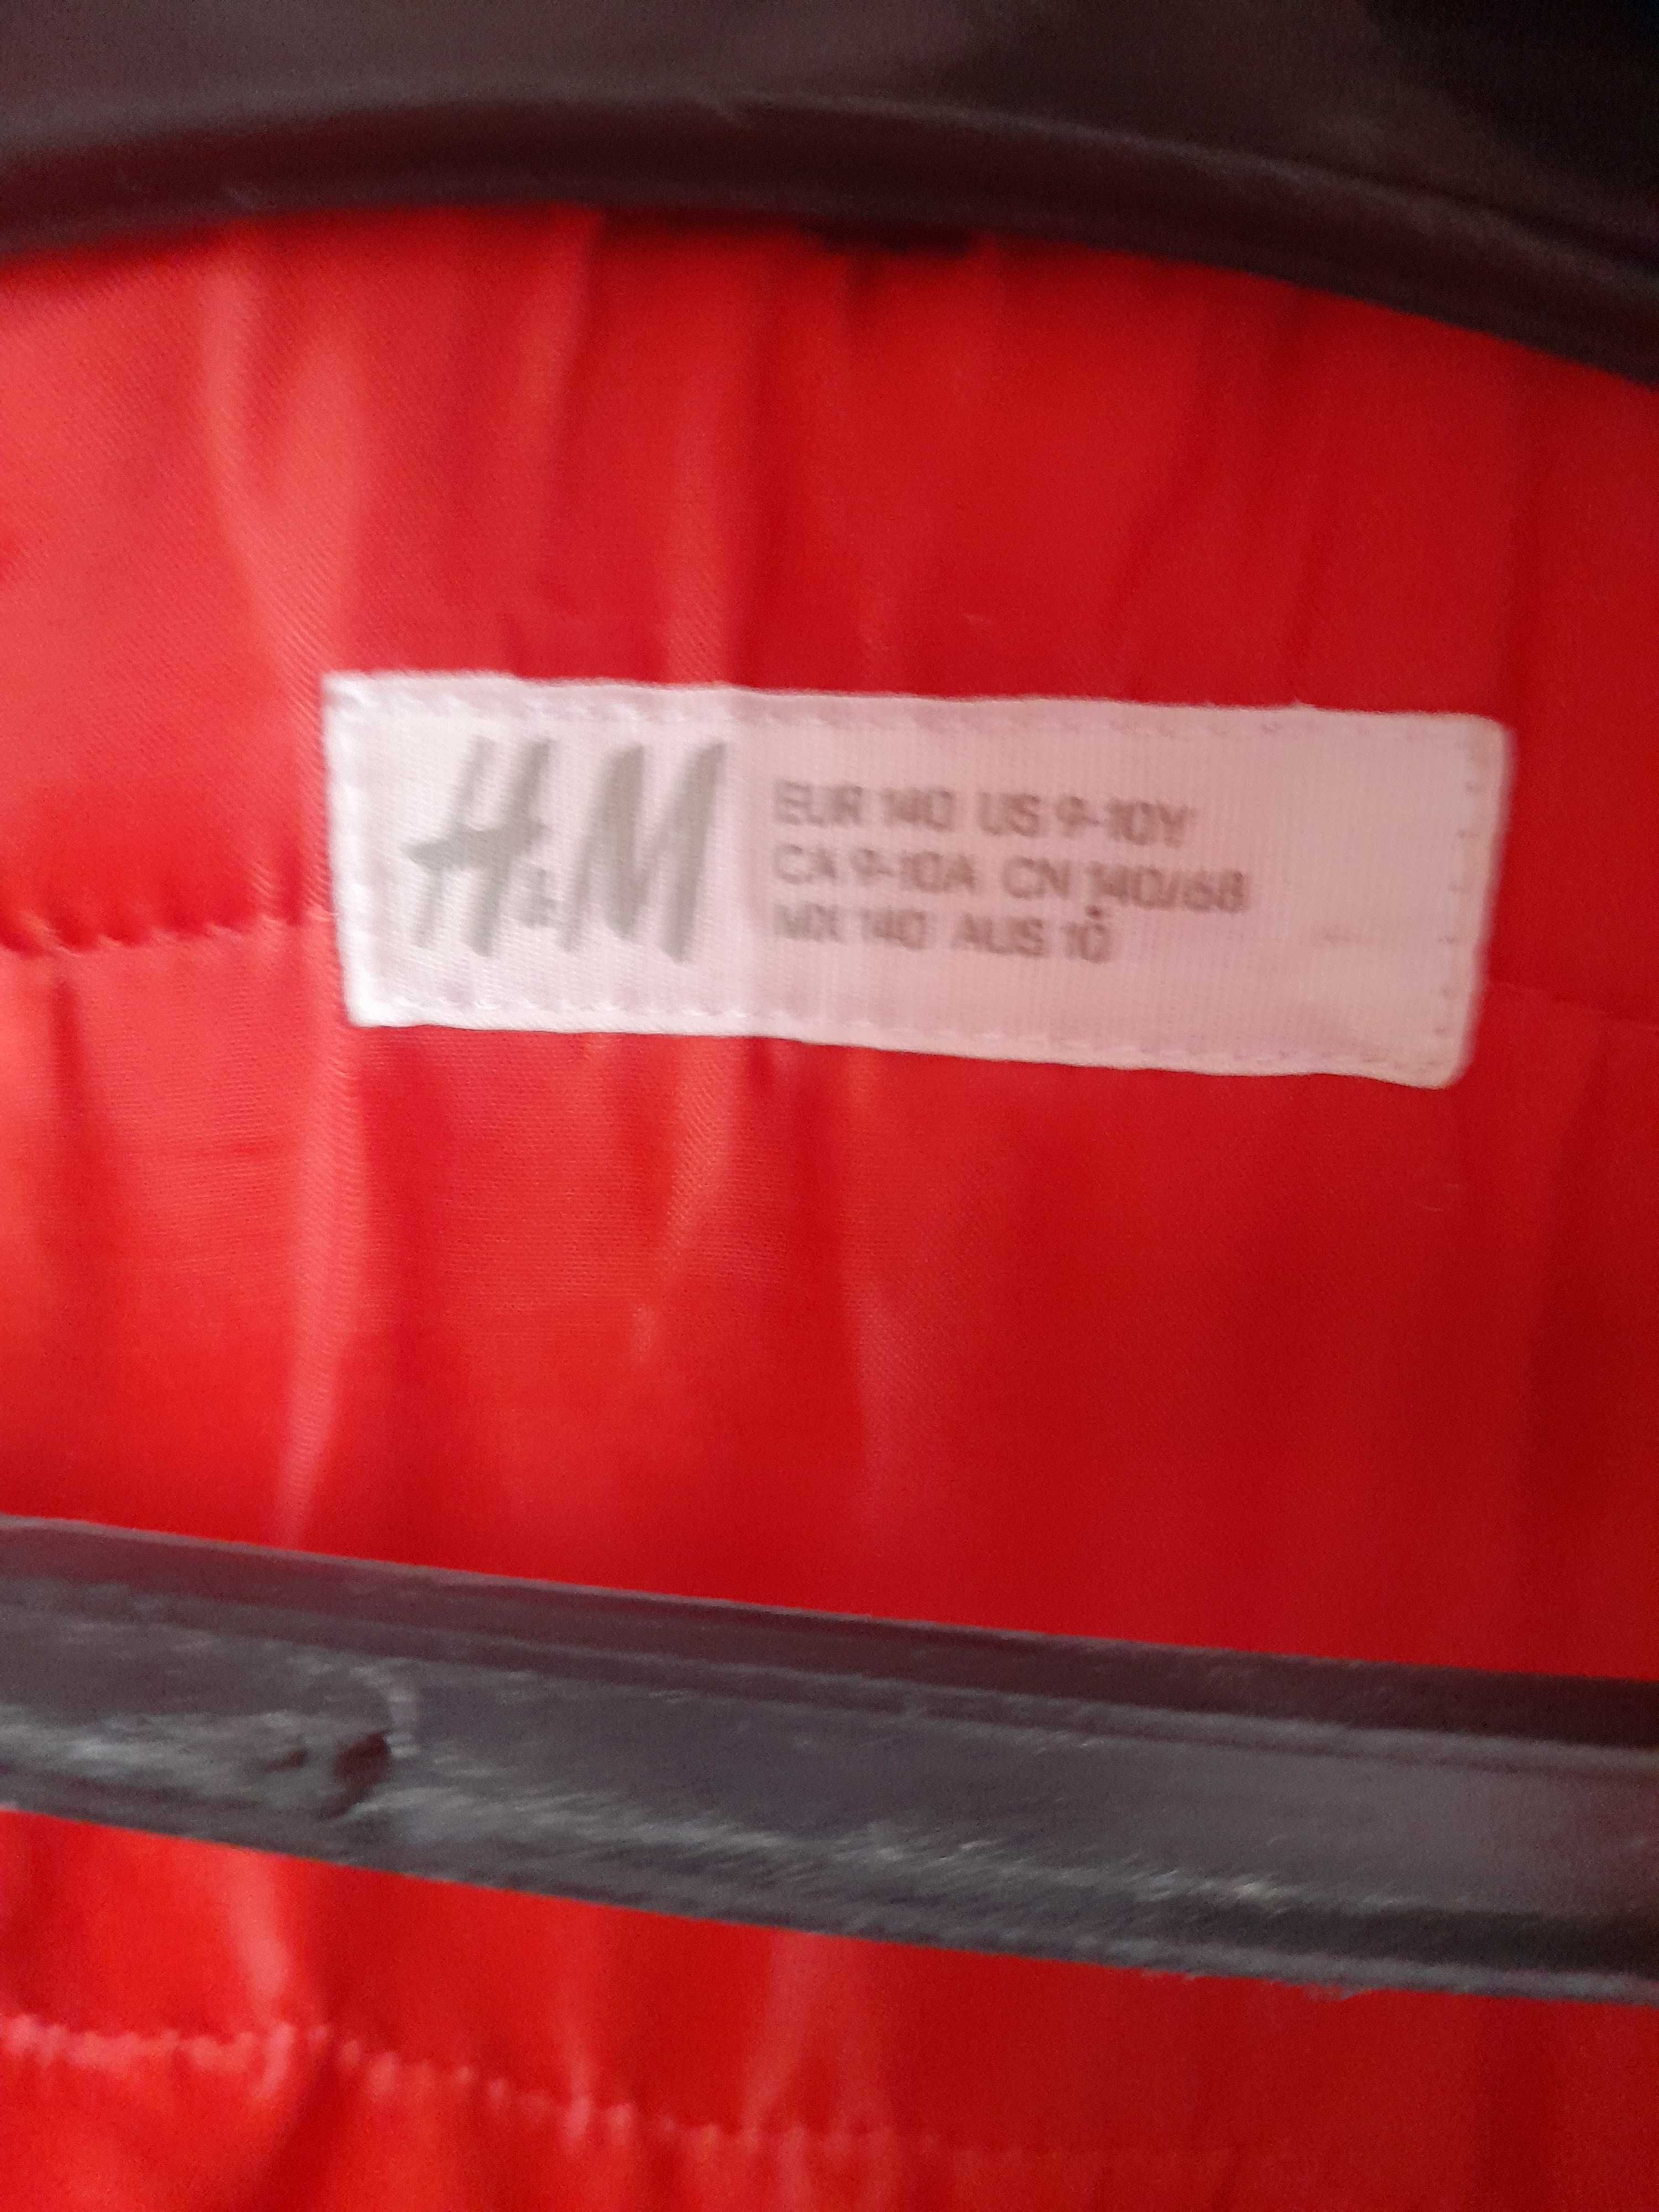 H&M
EUR 140 US 9-10Y
CA 9-10A CN 140/68
MX 140 AUS 10